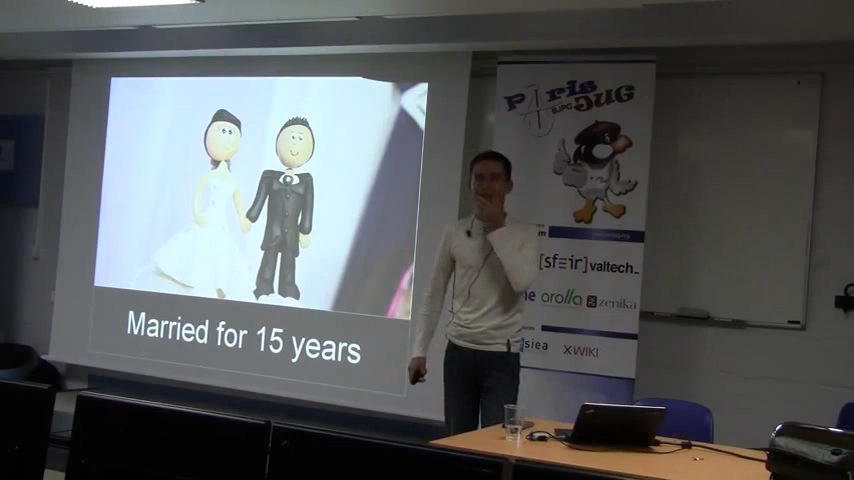 Married for 15 years
Paris
JUG
[sfeir]
valtech_
arolla
zenika
siea
XWIKI